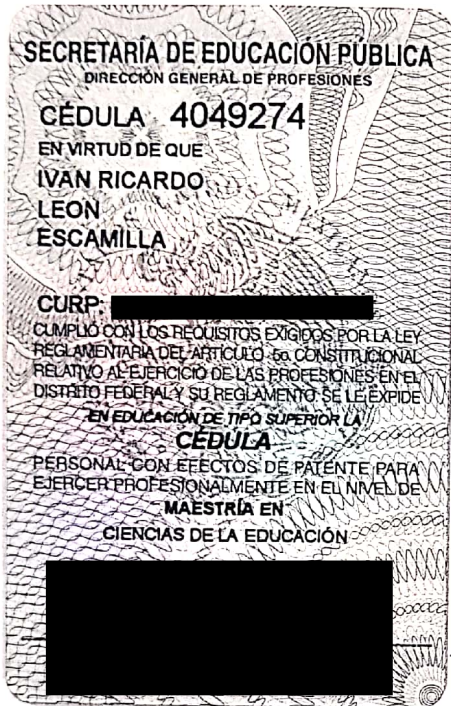 SECRETARÍA DE EDUCACIÓN PÚBLICA
DIRECCIÓN GENERAL DE PROFESIONES
CÉDULA 4049274
EN VIRTUD DE QUE
IVAN RICARDO
LEON
ESCAMILLA
CURP:
CUMPLIÓ CON LOS REQUISITOS EXIGIDOS POR LA LEY
REGLAMENTARIA DEL ARTÍCULO 5o. CONSTITUCIONAL
RELATIVO AL EJERCICIO DE LAS PROFESIONES EN EL
DISTRITO FEDERAL Y SU REGLAMENTO SE LE EXPIDE
EN EDUCACIÓN DE TIPO SUPERIOR LA
CÉDULA
PERSONAL CON EFECTOS DE PATENTE PARA
EJERCER PROFESIONALMENTE EN EL NIVEL DE
MAESTRÍA EN
CIENCIAS DE LA EDUCACIÓN